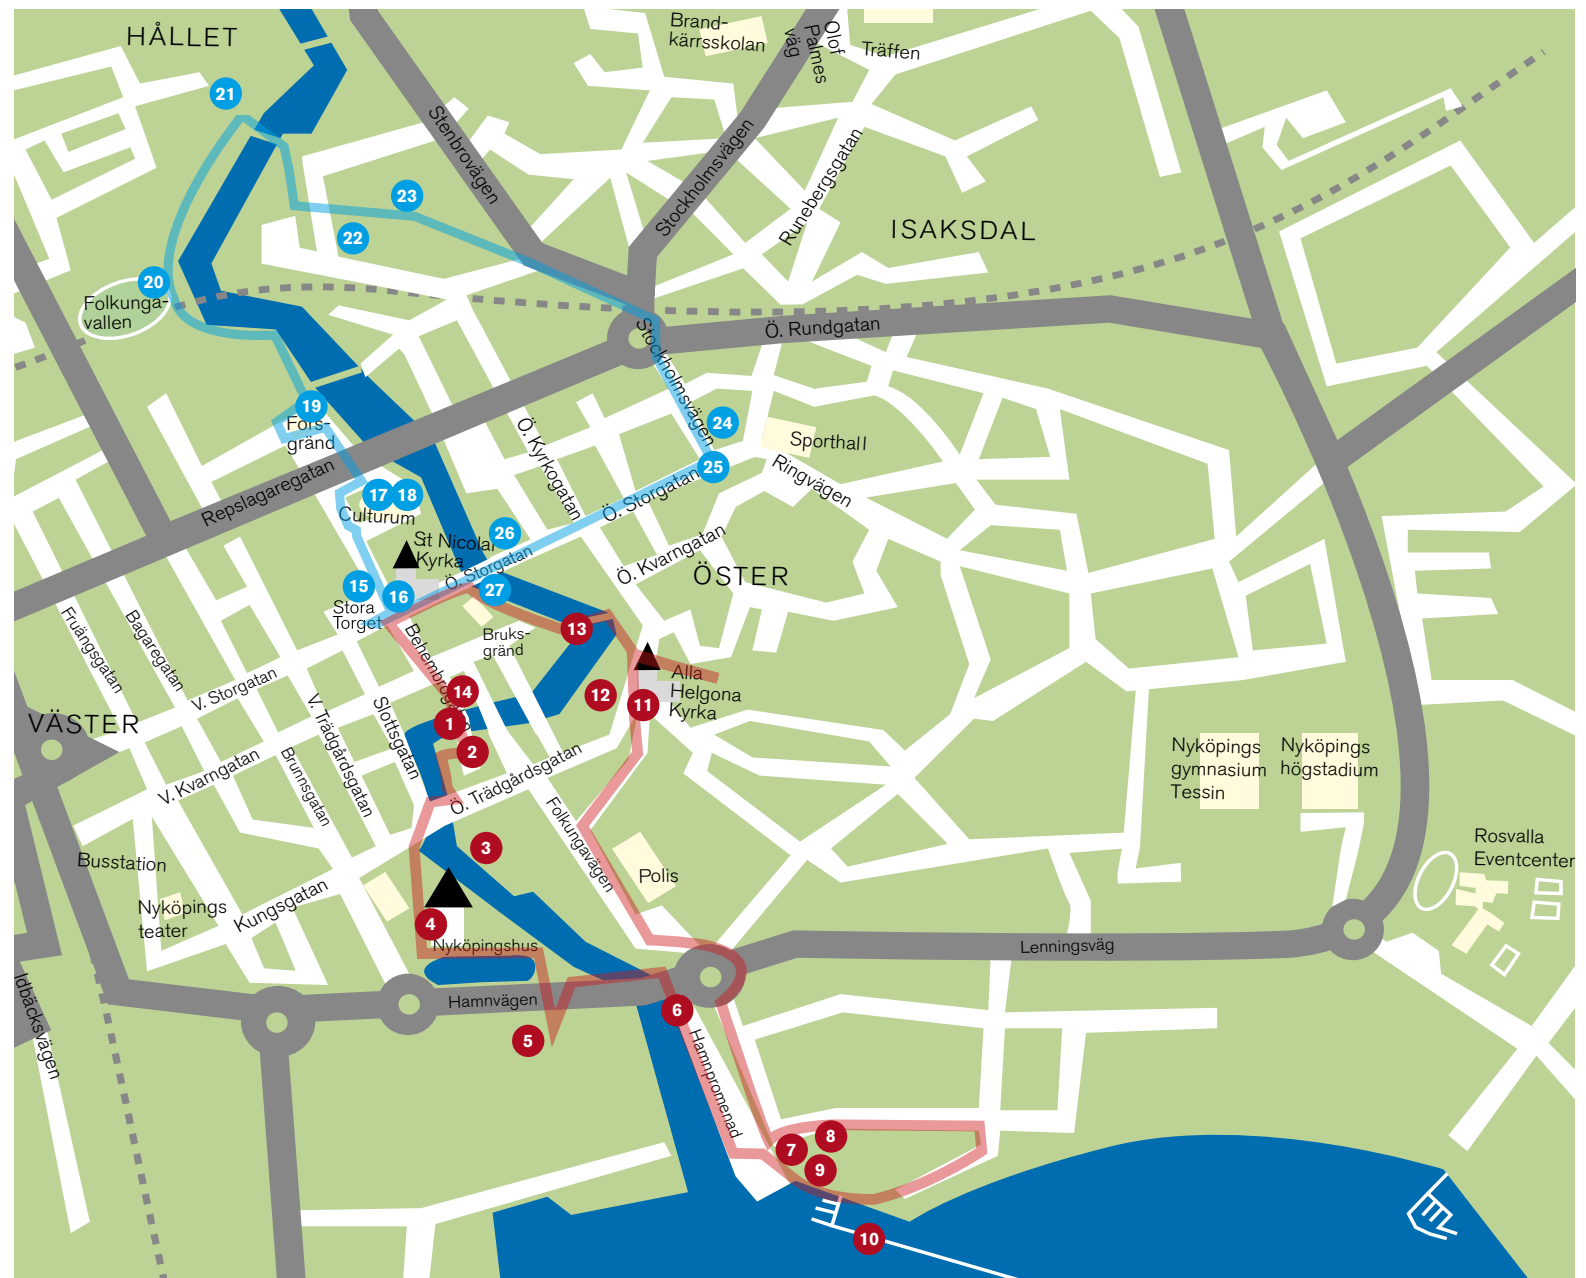 HÅLLET
Brand-
kärrsskolan
Olof
Palmes
väg
Träffen
21
Stenbrovägen
Stockholmsvägen
Runebergsgatan
23
22
ISAKSDAL
20
Folkunga-
vallen
Ö. Rundgatan
Stockholmsvägen
19
Fors-
gränd
24
Sporthall
Ö. Kyrkogatan
25
Ringvägen
Repslagaregatan
17
18
Culturum
Ö. Storgatan
St Nicolai
Kyrka
26
Ö. Storgatan
Ö. Kvarngatan
ÖSTER
15
16
27
Stora
Torget
Fruängsgatan
Bagaregatan
Behembrogatan
Bruks-
gränd
13
V. Storgatan
V. Trädgårdsgatan
Slottsgatan
14
12
11
Alla
Helgona
Kyrka
VÄSTER
1
2
V. Kvarngatan
Brunnsgatan
Ö. Trädgårdsgatan
Folkungavägen
Nyköpings
gymnasium
Tessin
Nyköpings
högstadium
Busstation
3
Polis
Rosvalla
Eventcenter
Nyköpings
teater
Kungsgatan
4
Nyköpingshus
Lenningsväg
Idbäcksvägen
Hamnvägen
5
6
Hamnpromenad
7
8
9
10